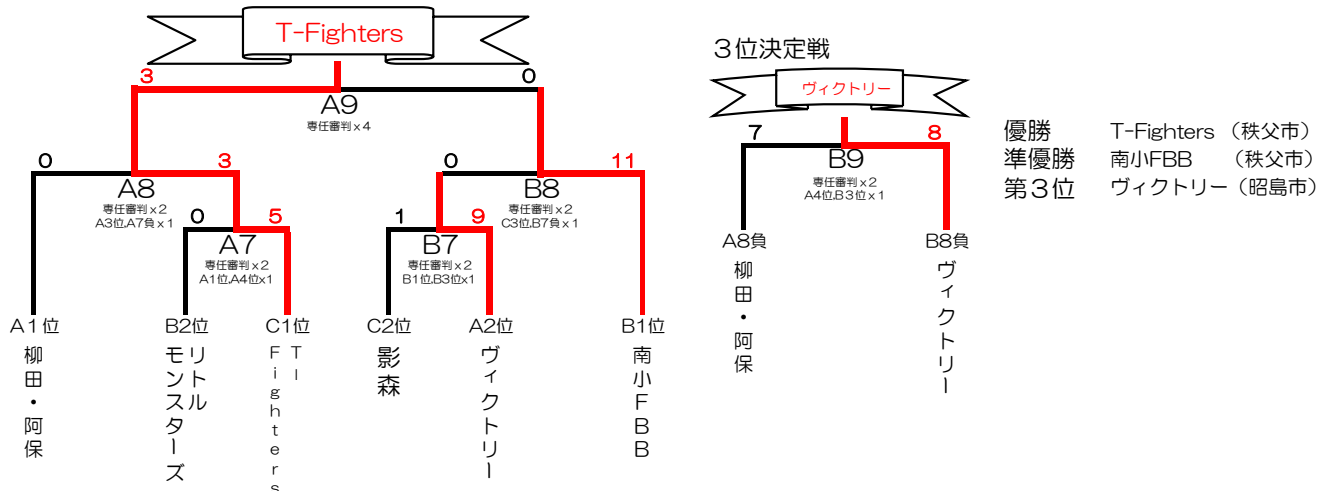 T-Fighters
3
0
A9
専任審判×4
0
3
A8
専任審判×2
A3位,A7負×1
0
11
B8
専任審判×2
C3位,B7負×1
0
5
A7
専任審判×2
A1位,A4位x1
1
9
B7
専任審判×2
B1位,B3位x1
A1位
B2位
C1位
C2位
A2位
B1位
柳田・阿保
リトル
モンスターズ
Tー
Fighters
影森
ヴィクトリー
南小FBB
3位決定戦
ヴィクトリー
7
8
B9
専任審判×2
A4位,B3位×1
A8負
B8負
柳田・阿保
ヴィクトリー
優勝 T-Fighters (秩父市)
準優勝 南小FBB (秩父市)
第3位 ヴィクトリー(昭島市)